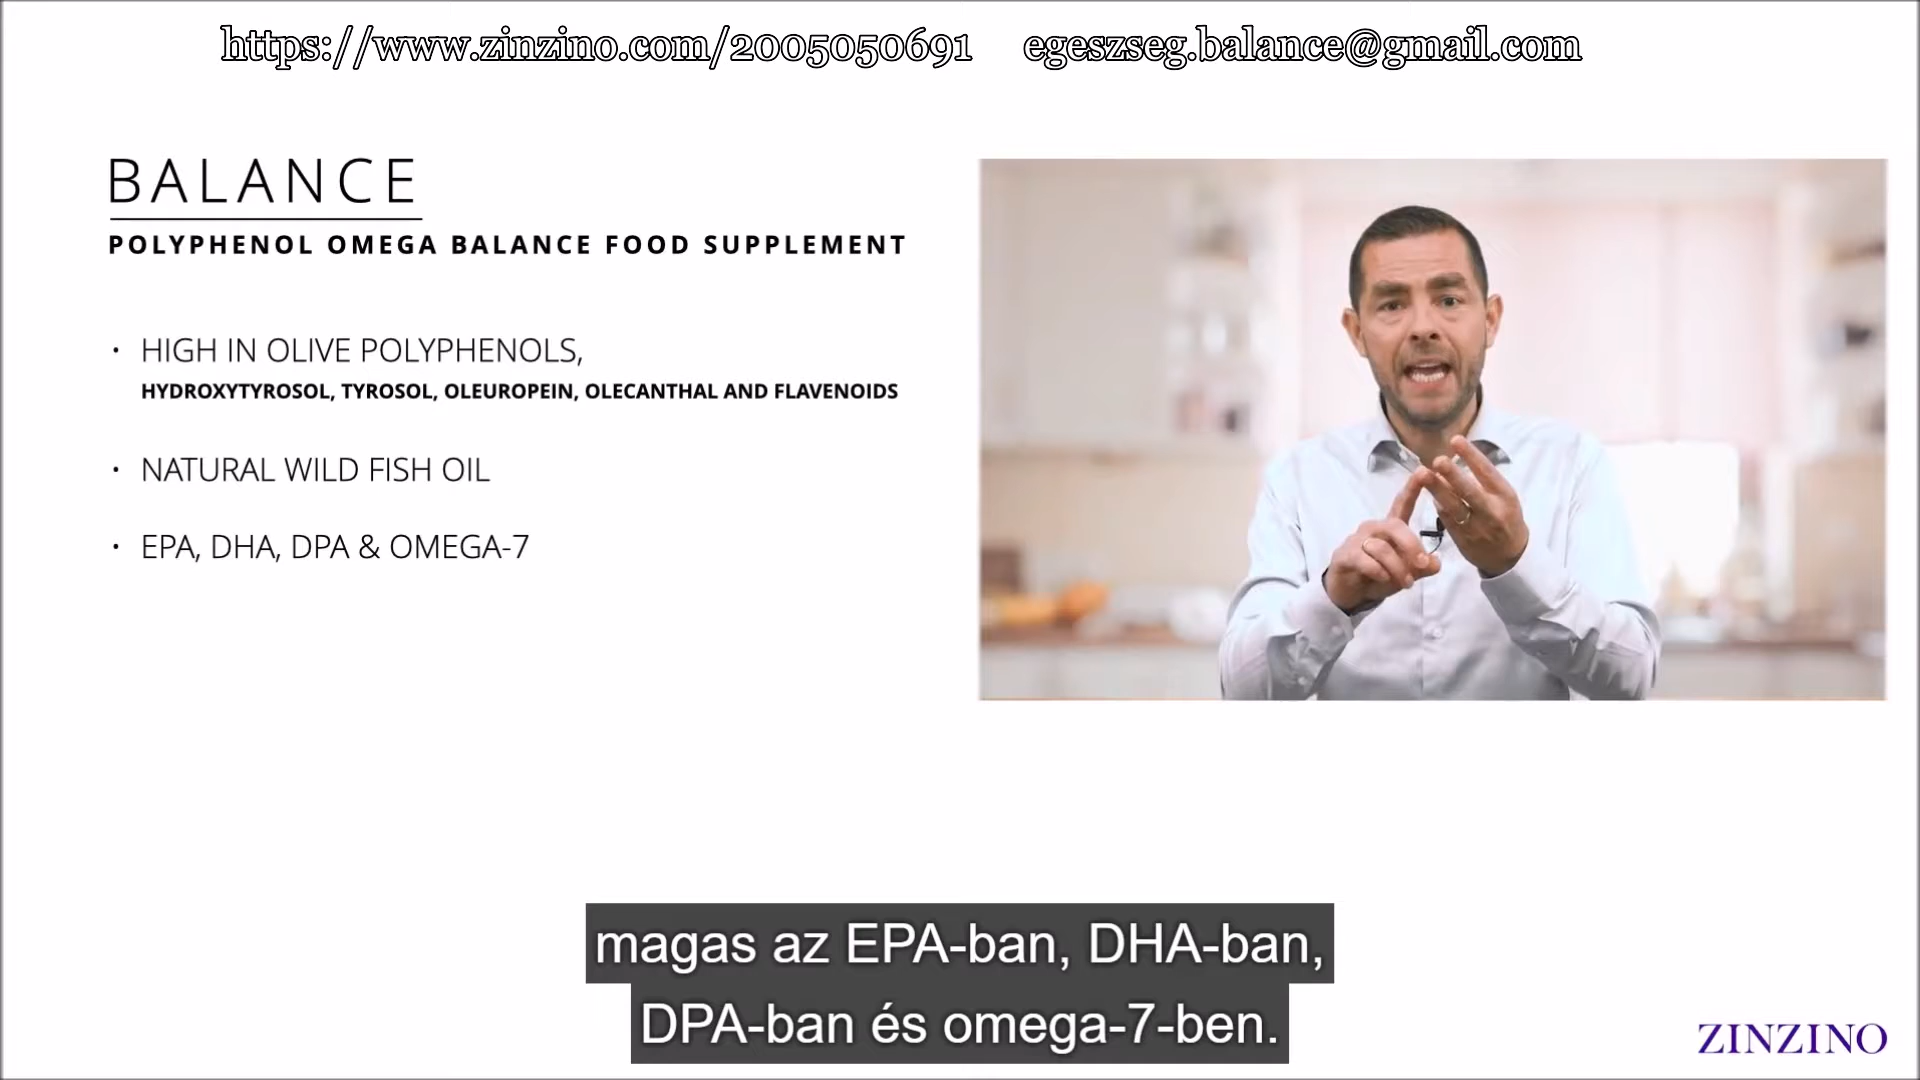 https://www.zinzino.com/2005050691 egeszseg.balance@gmail.com
BALANCE
POLYPHENOL OMEGA BALANCE FOOD SUPPLEMENT
· HIGH IN OLIVE POLYPHENOLS,
HYDROXYTYROSOL, TYROSOL, OLEUROPEIN, OLECANTHAL AND FLAVENOIDS
· NATURAL WILD FISH OIL
· EPA, DHA, DPA & OMEGA-7
magas az EPA-ban, DHA-ban,
DPA-ban és omega-7-ben.
ZINZINO